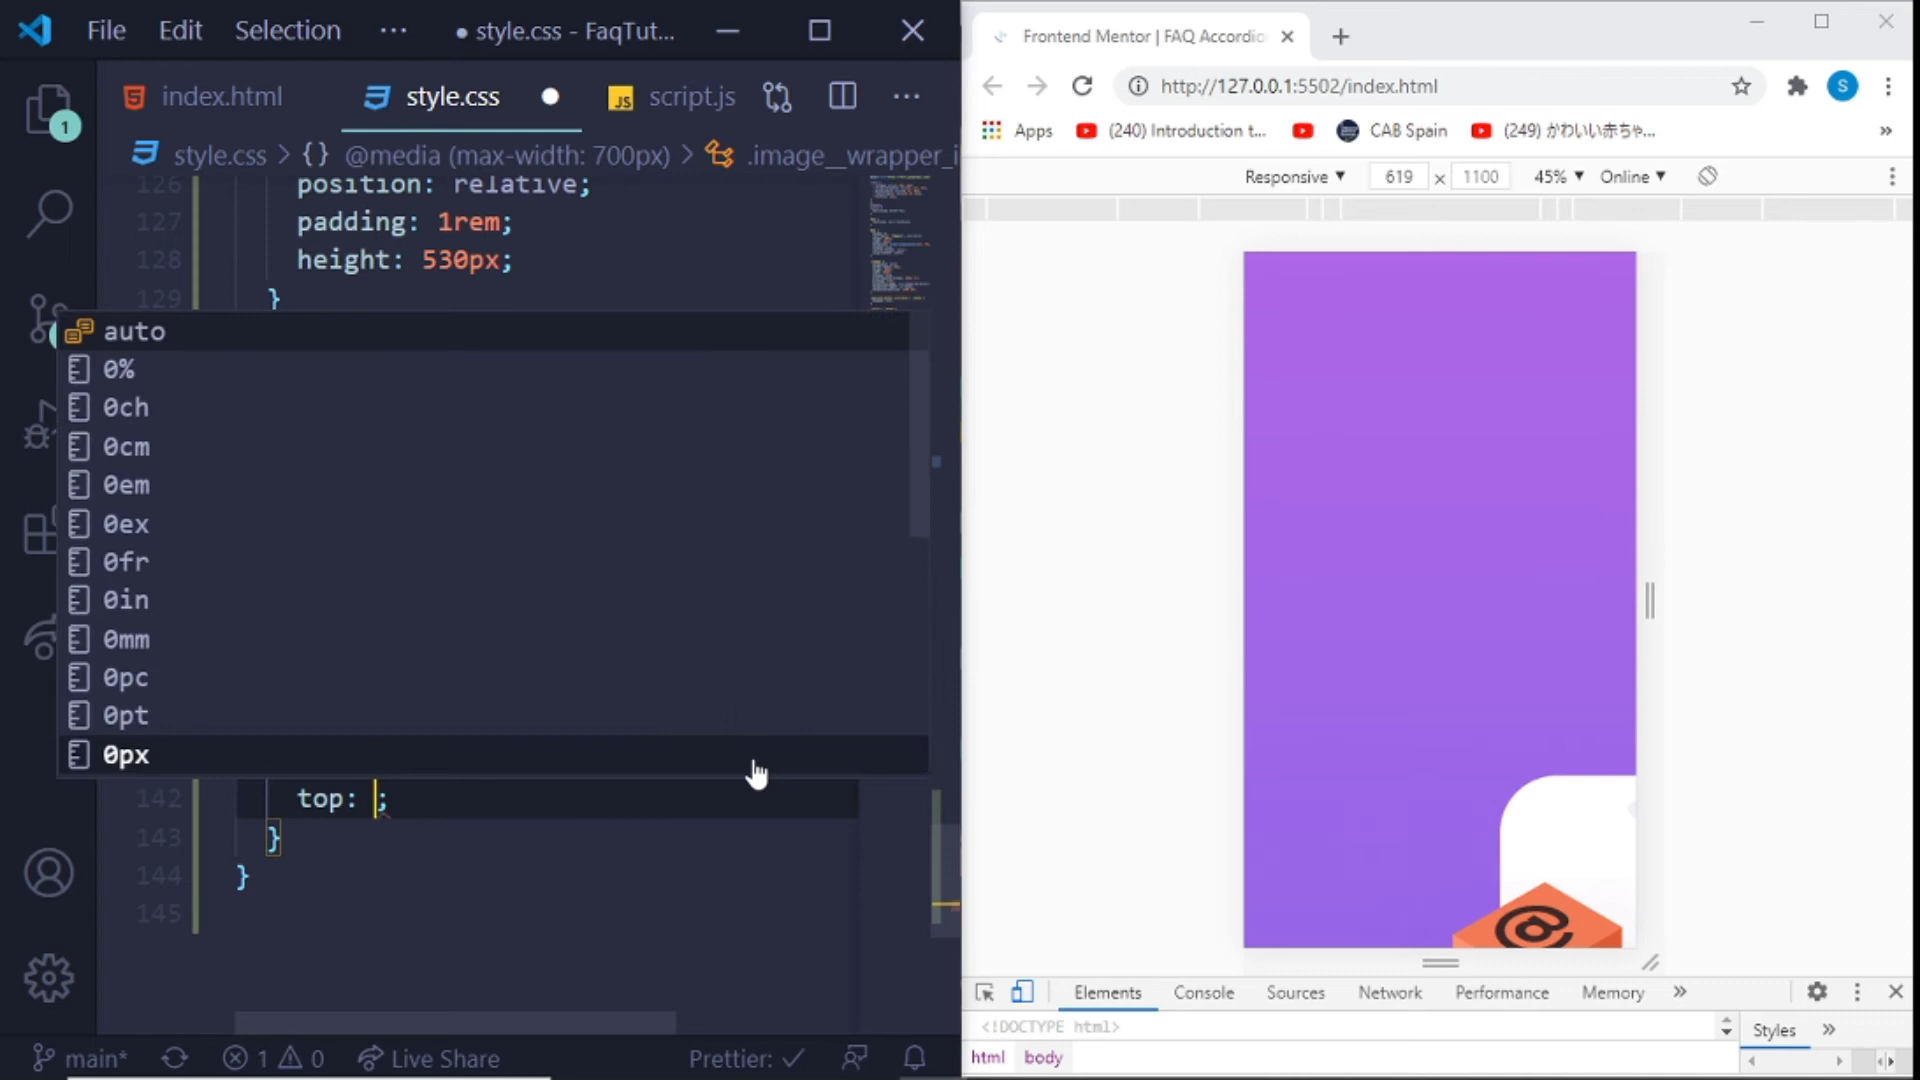 File Edit Selection ··· ● style.css - FaqTut...
index.html style.css JS script.js ···
style.css > {} @media (max-width: 700px) > .image__wrapper_i
126 position: relative;
127 padding: 1rem;
128 height: 530px;
129 }
auto
0%
0ch
0cm
0em
0ex
0fr
0in
0mm
0pc
0pt
0px
142 top: ;
143 }
144 }
145
1
main* 1 0 Live Share Prettier:
Frontend Mentor | FAQ Accordio
http://127.0.0.1:5502/index.html S
Apps (240) Introduction t... CAB Spain (249) かわいい赤ちゃ... »
Responsive ▼ 619 × 1100 45% ▼ Online ▼
@
Elements Console Sources Network Performance Memory »
<!DOCTYPE html>
Styles »
html body